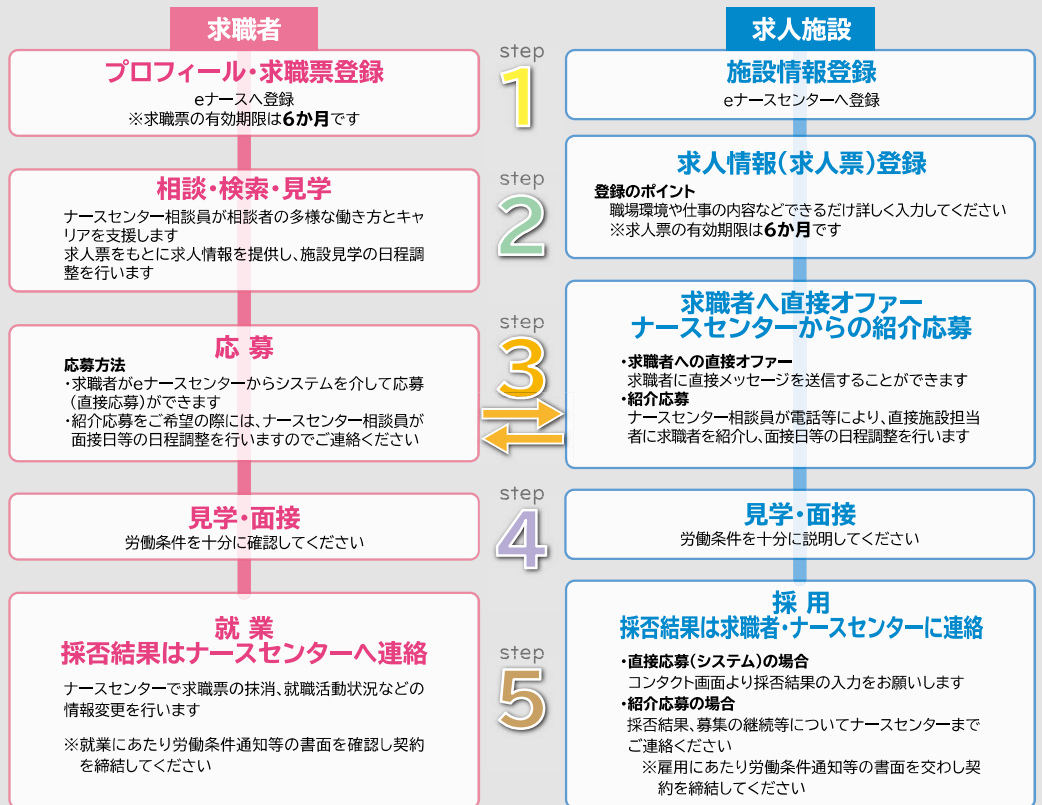 求職者
プロフィール・求職票登録
eナースへ登録
※求職票の有効期限は6か月です
相談・検索・見学
ナースセンター相談員が相談者の多様な働き方とキャ
リアを支援します
求人票をもとに求人情報を提供し、施設見学の日程調
整を行います
応 募
応募方法
・求職者がeナースセンターからシステムを介して応募
（直接応募）ができます
・紹介応募をご希望の際には、ナースセンター相談員が
面接日等の日程調整を行いますのでご連絡ください
見学・面接
労働条件を十分に確認してください
就 業
採否結果はナースセンターへ連絡
ナースセンターで求職票の抹消、就職活動状況などの
情報変更を行います
※就業にあたり労働条件通知等の書面を確認し契約
を締結してください
step
1
step
2
step
3
step
4
step
5
求人施設
施設情報登録
eナースセンターへ登録
求人情報（求人票）登録
登録のポイント
職場環境や仕事の内容などできるだけ詳しく入力してください
※求人票の有効期限は6か月です
求職者へ直接オファー
ナースセンターからの紹介応募
・求職者への直接オファー
求職者に直接メッセージを送信することができます
・紹介応募
ナースセンター相談員が電話等により、直接施設担当
者に求職者を紹介し、面接日等の日程調整を行います
見学・面接
労働条件を十分に説明してください
採 用
採否結果は求職者・ナースセンターに連絡
・直接応募（システム）の場合
コンタクト画面より採否結果の入力をお願いします
・紹介応募の場合
採否結果、募集の継続等についてナースセンターまで
ご連絡ください
※雇用にあたり労働条件通知等の書面を交わし契
約を締結してください